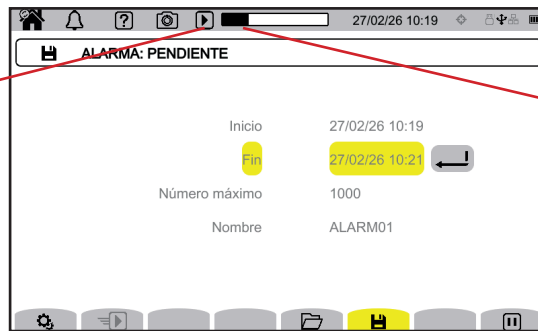 27/02/26 10:19
ALARMA: PENDIENTE
Inicio 27/02/26 10:19
Fin 27/02/26 10:21
Número máximo 1000
Nombre ALARM01